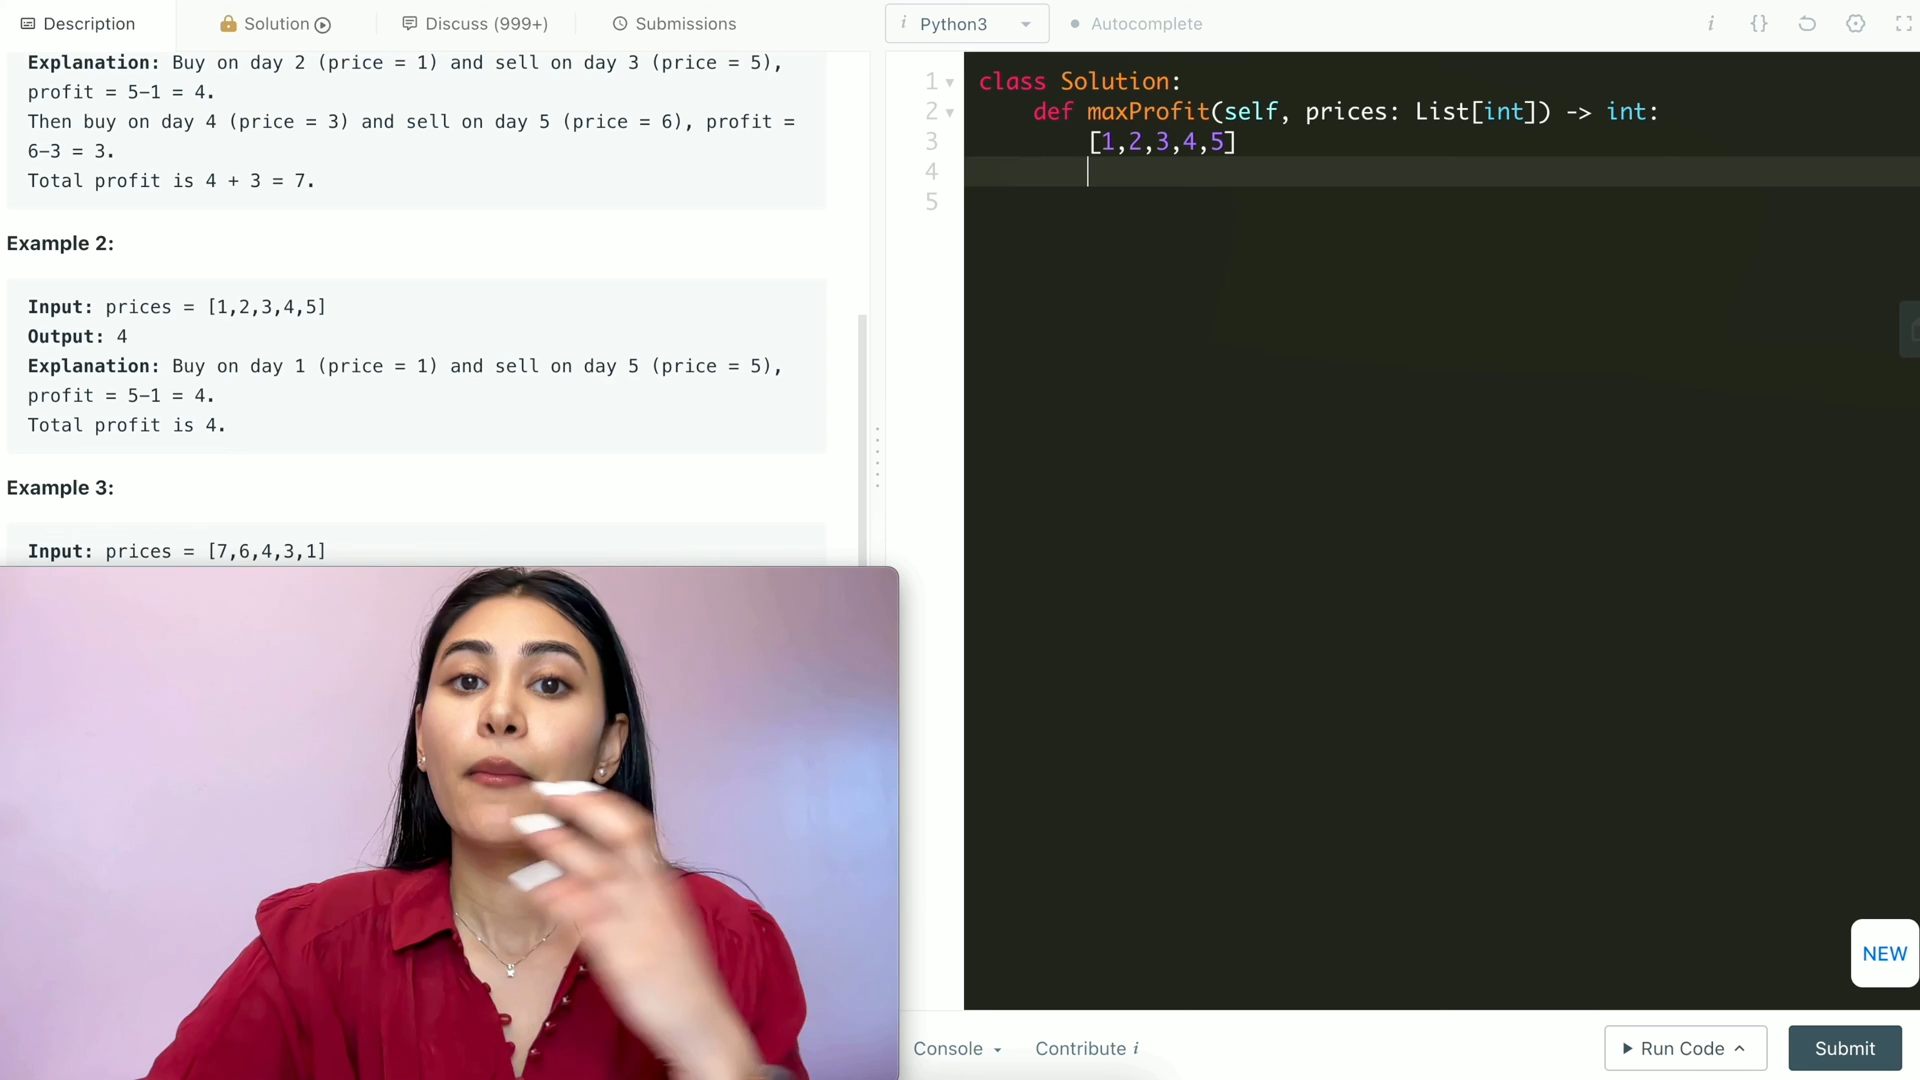 Description
Solution
Discuss (999+)
Submissions
i Python3
Autocomplete
i {}
Explanation: Buy on day 2 (price = 1) and sell on day 3 (price = 5),
profit = 5-1 = 4.
Then buy on day 4 (price = 3) and sell on day 5 (price = 6), profit =
6-3 = 3.
Total profit is 4 + 3 = 7.
Example 2:
Input: prices = [1,2,3,4,5]
Output: 4
Explanation: Buy on day 1 (price = 1) and sell on day 5 (price = 5),
profit = 5-1 = 4.
Total profit is 4.
Example 3:
Input: prices = [7,6,4,3,1]
1 class Solution:
2 def maxProfit(self, prices: List[int]) -> int:
3 [1,2,3,4,5]
4
5
NEW
Console
Contribute i
Run Code
Submit